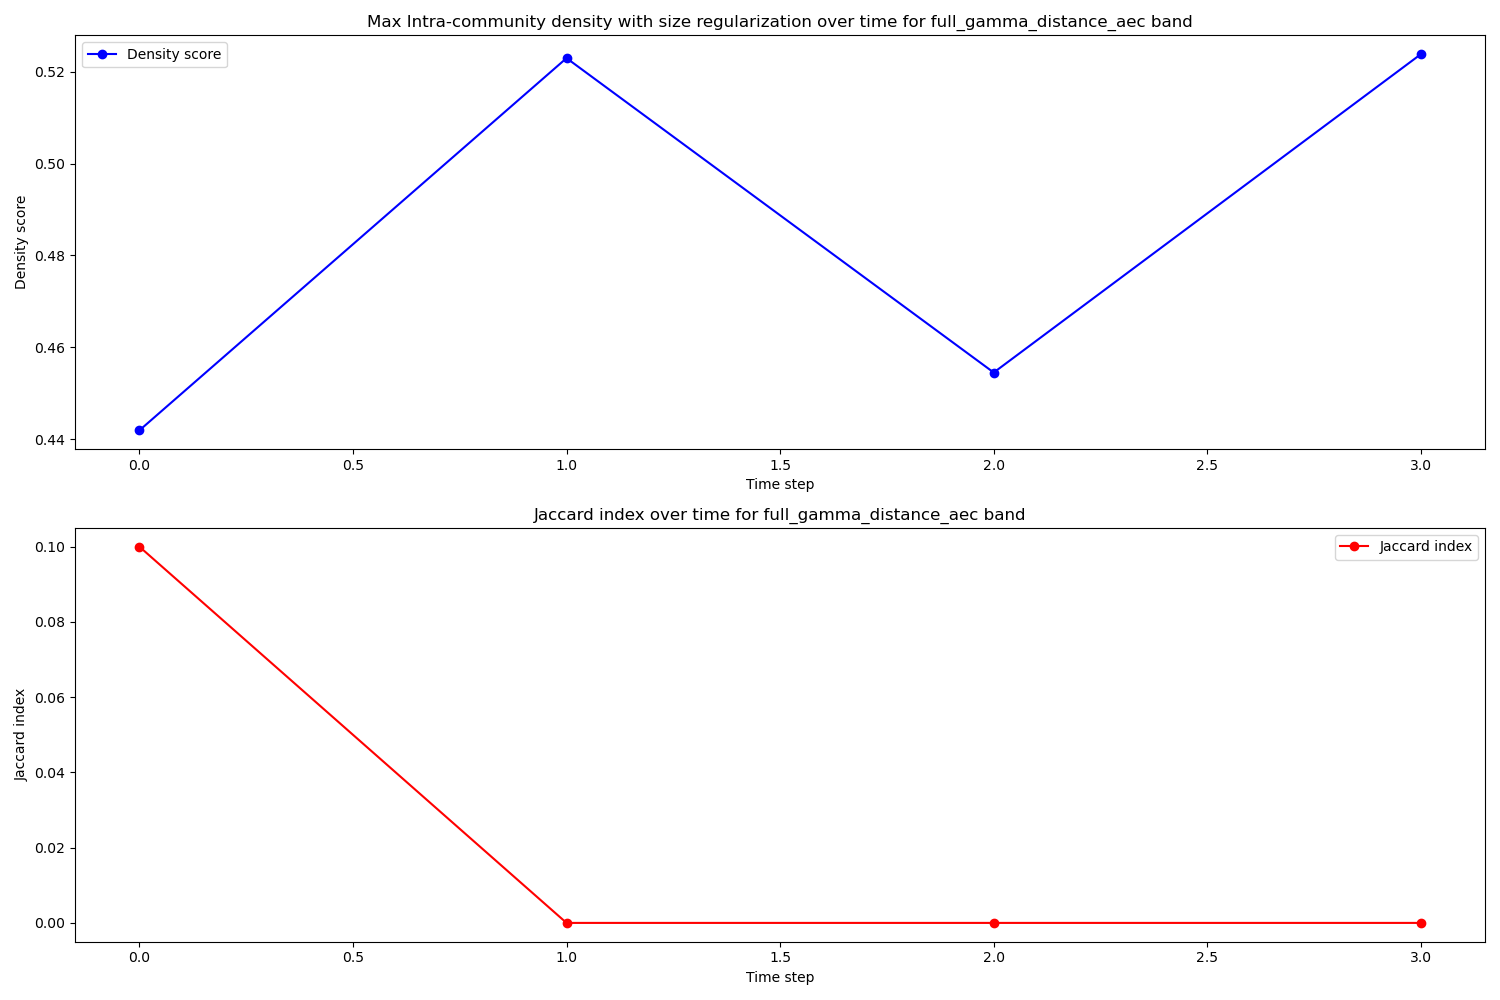 Max Intra-community density with size regularization over time for full_gamma_distance_aec band
Density score
0.52
0.50
0.48
0.46
0.44
Density score
0.0 0.5 1.0 1.5 2.0 2.5 3.0
Time step
Jaccard index over time for full_gamma_distance_aec band
Jaccard index
0.10
0.08
0.06
0.04
0.02
0.00
Jaccard index
0.0 0.5 1.0 1.5 2.0 2.5 3.0
Time step